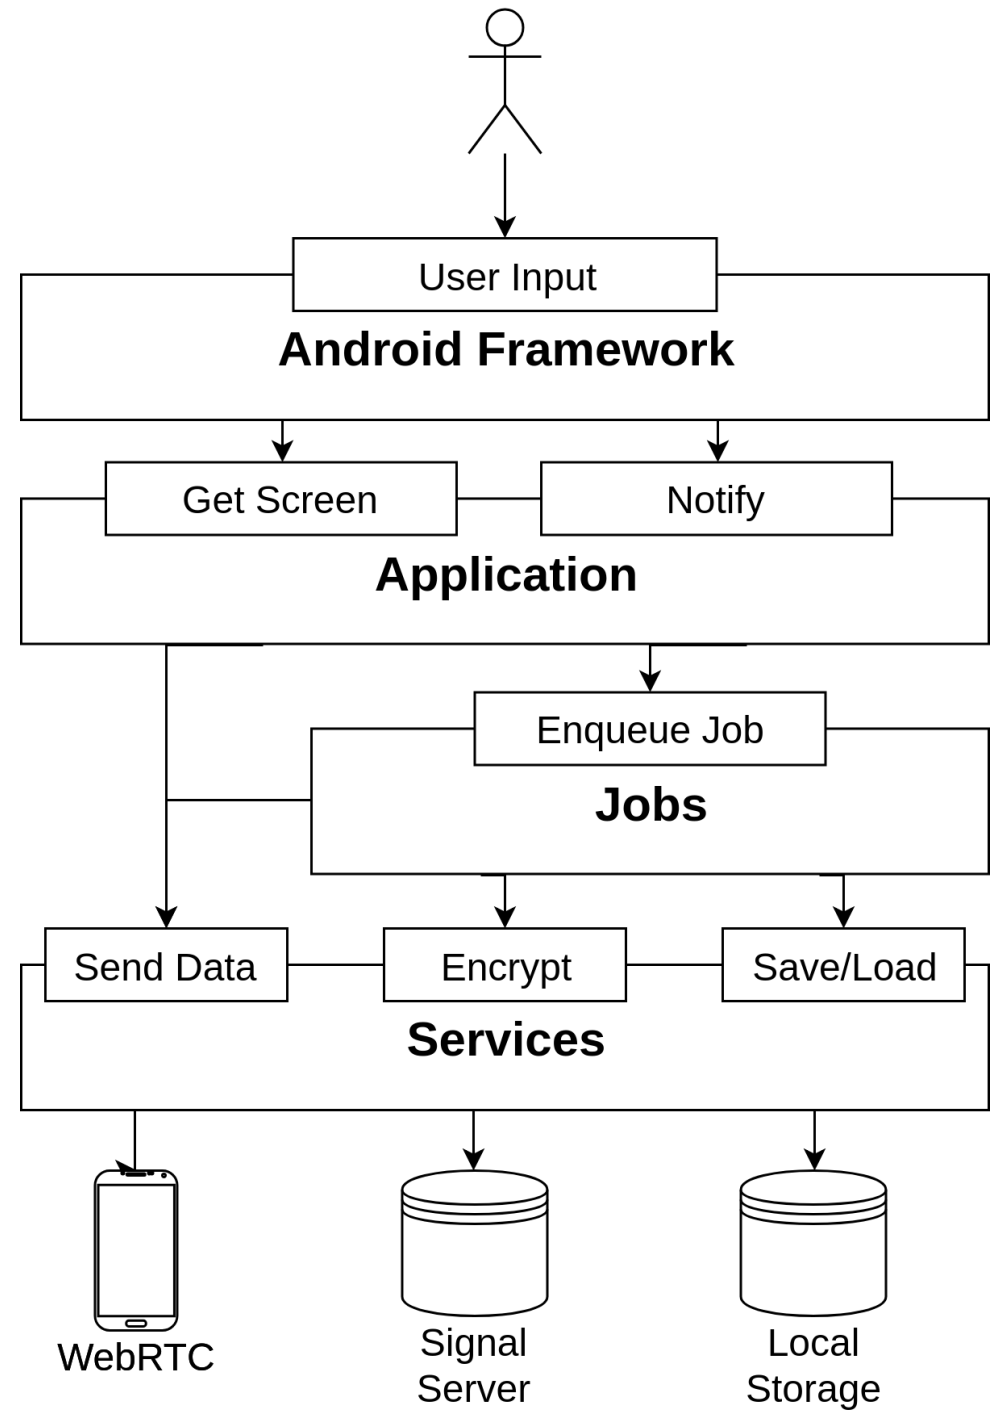 User Input
Android Framework
Get Screen
Notify
Application
Enqueue Job
Jobs
Send Data
Encrypt
Save/Load
Services
WebRTC
Signal
Server
Local
Storage